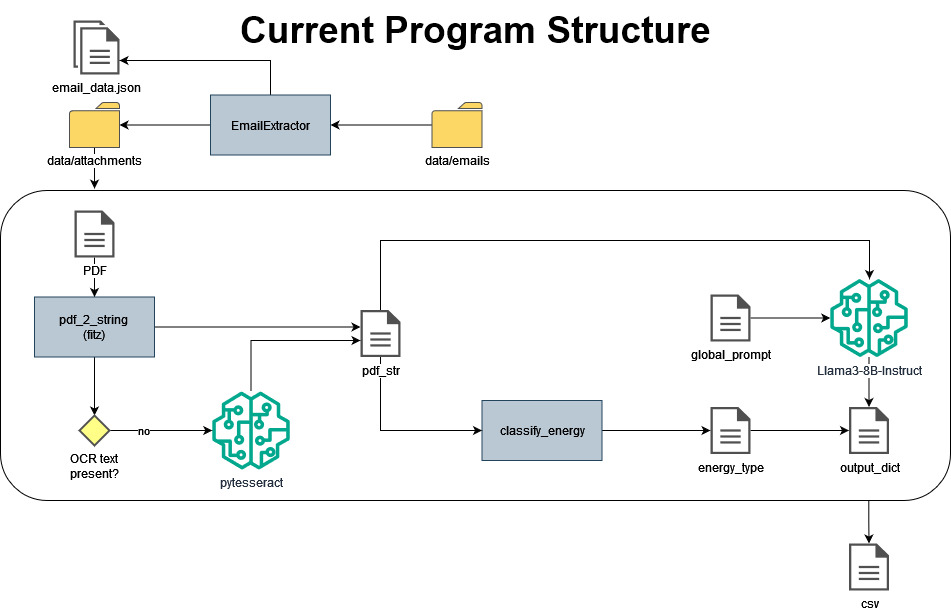 Current Program Structure
email_data.json
EmailExtractor
data/attachments
data/emails
PDF
pdf_2_string
(fitz)
pdf_str
global_prompt
Llama3-8B-Instruct
no
OCR text
present?
pytesseract
classify_energy
energy_type
output_dict
csv